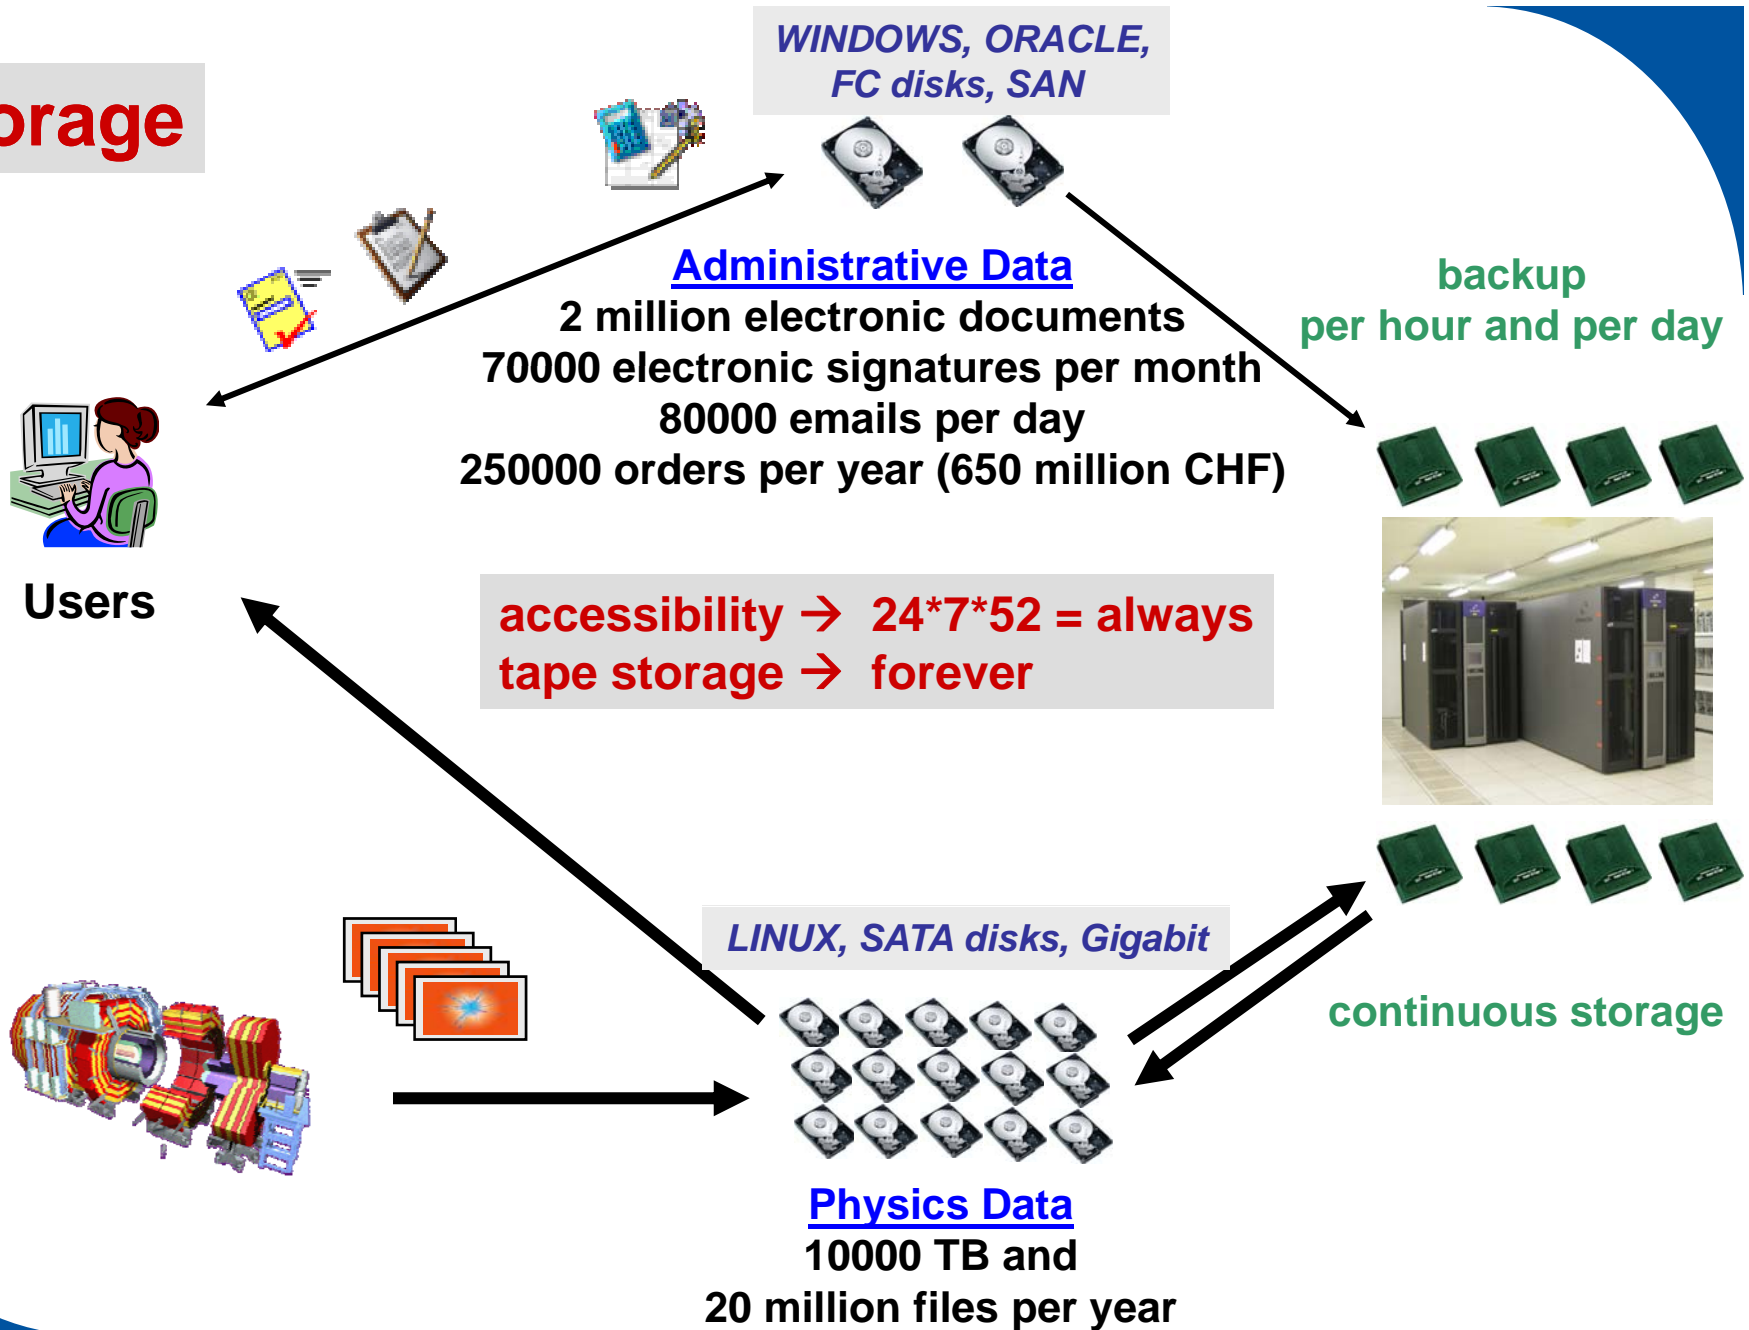 WINDOWS, ORACLE,
FC disks, SAN
orage
Administrative Data
2 million electronic documents
70000 electronic signatures per month
80000 emails per day
250000 orders per year (650 million CHF)
backup
per hour and per day
Users
accessibility → 24*7*52 = always
tape storage → forever
LINUX, SATA disks, Gigabit
continuous storage
Physics Data
10000 TB and
20 million files per year